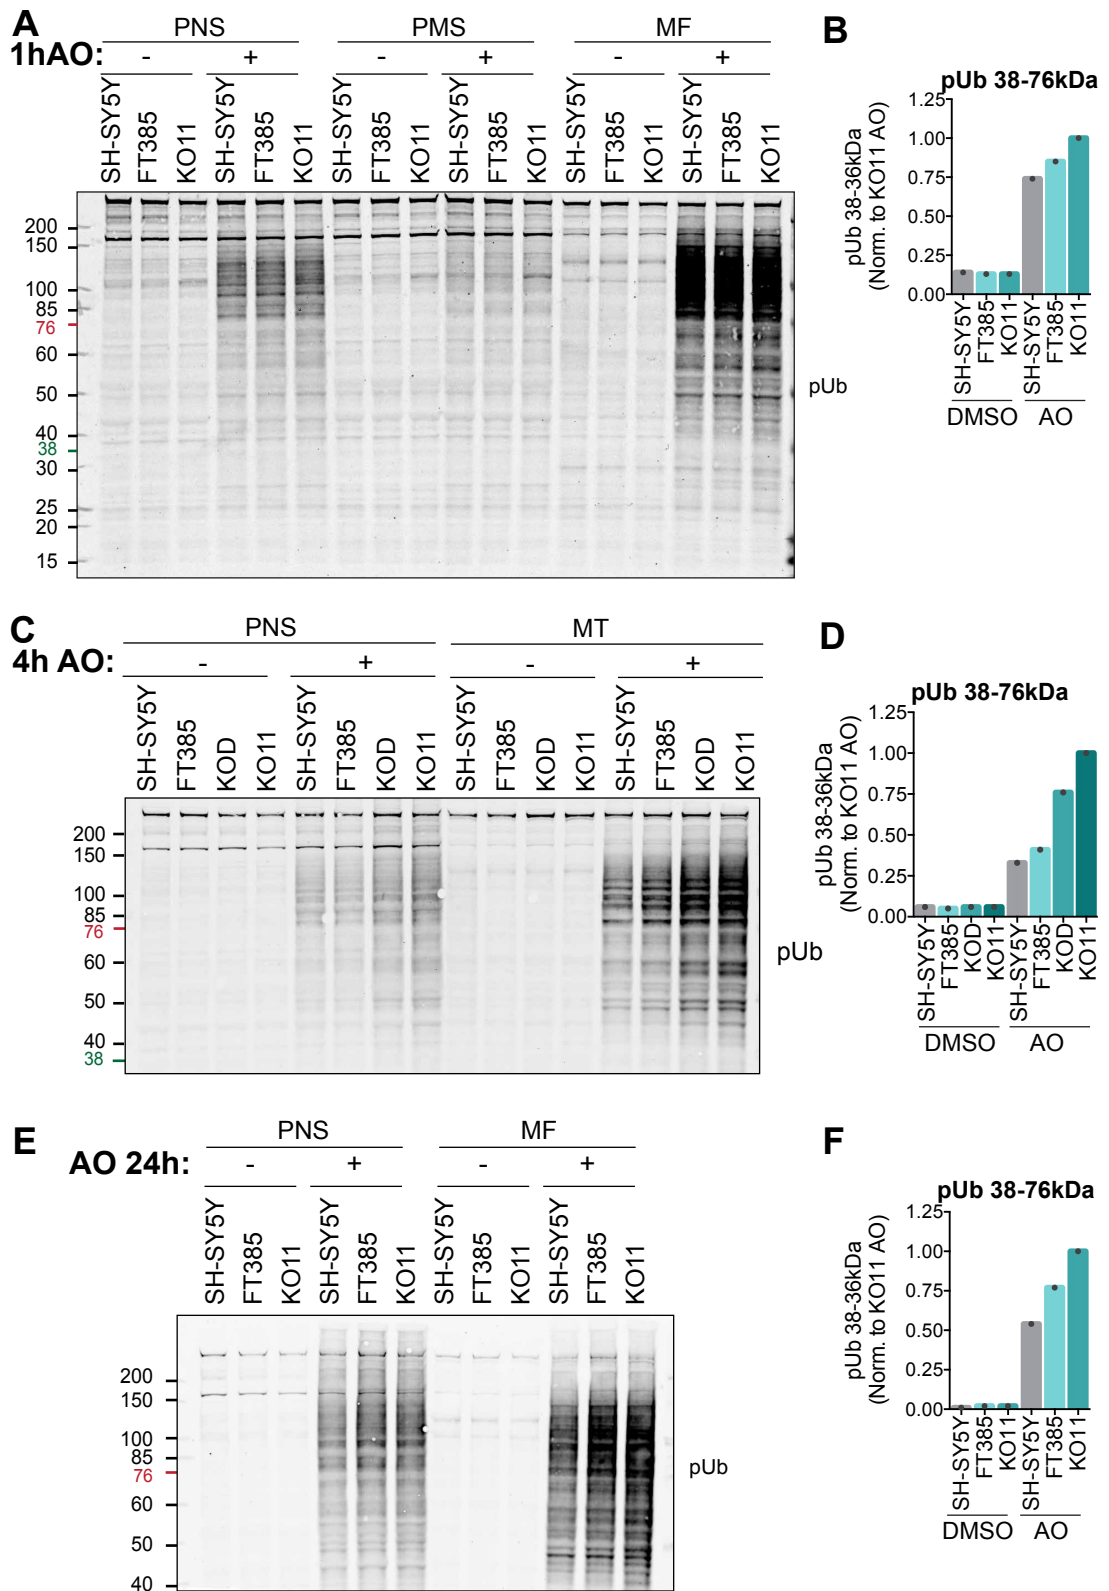 A
PNS PMS MF
1hAO: - + - + - +
SH-SY5Y FT385 KO11 SH-SY5Y FT385 KO11 SH-SY5Y FT385 KO11 SH-SY5Y FT385 KO11 SH-SY5Y FT385 KO11 SH-SY5Y FT385 KO11
200
150
100
85
76
60
50
40
38
30
25
20
15
pUb
B
pUb 38-76kDa
pUb 38-36kDa
(Norm. to KO11 AO)
1.25
1.00
0.75
0.50
0.25
0.00
SH-SY5Y FT385 KO11 SH-SY5Y FT385 KO11
DMSO AO
C
PNS MT
4h AO: - + - +
SH-SY5Y FT385 KOD KO11 SH-SY5Y FT385 KOD KO11 SH-SY5Y FT385 KOD KO11 SH-SY5Y FT385 KOD KO11
200
150
100
85
76
60
50
40
38
pUb
D
pUb 38-76kDa
pUb 38-36kDa
(Norm. to KO11 AO)
1.25
1.00
0.75
0.50
0.25
0.00
SH-SY5Y FT385 KOD KO11 SH-SY5Y FT385 KOD KO11
DMSO AO
E
PNS MF
AO 24h: - + - +
SH-SY5Y FT385 KO11 SH-SY5Y FT385 KO11 SH-SY5Y FT385 KO11 SH-SY5Y FT385 KO11
200
150
100
85
76
60
50
40
pUb
F
pUb 38-76kDa
pUb 38-36kDa
(Norm. to KO11 AO)
1.25
1.00
0.75
0.50
0.25
0.00
SH-SY5Y FT385 KO11 SH-SY5Y FT385 KO11
DMSO AO